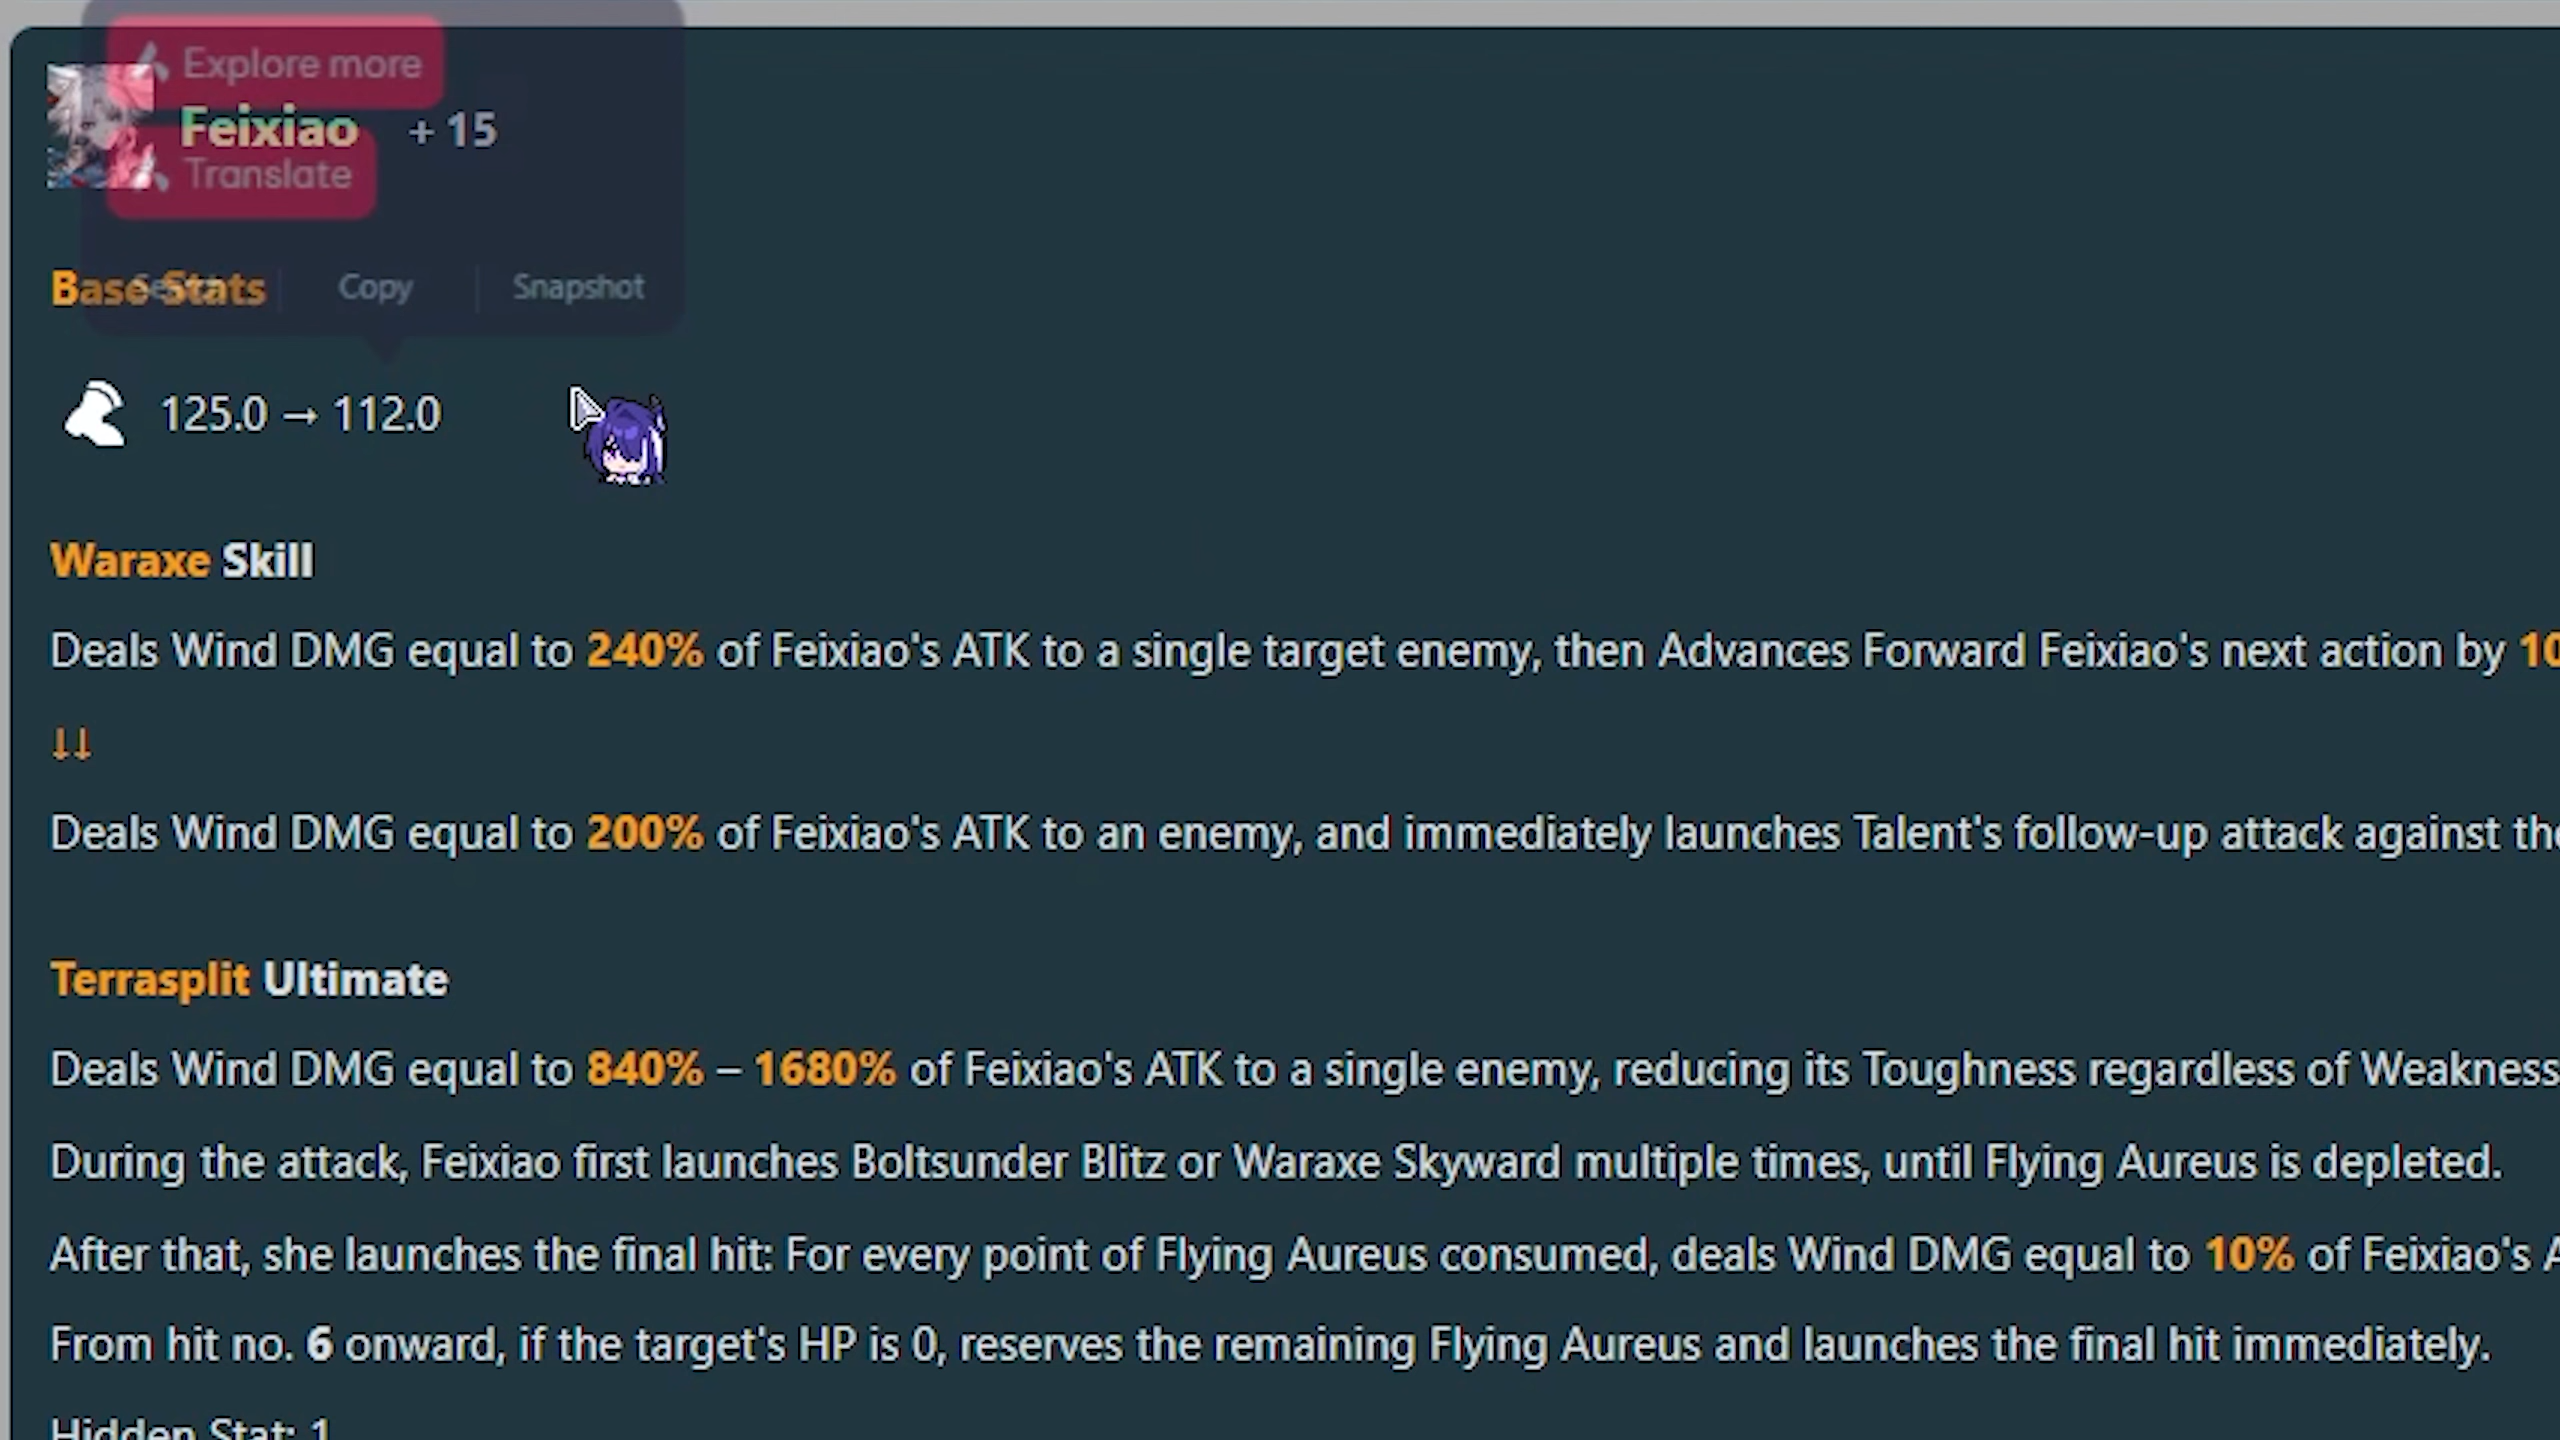 Explore more
Feixiao + 15
Translate
Base Stats
Copy
Snapshot
125.0 → 112.0
Waraxe Skill
Deals Wind DMG equal to 240% of Feixiao's ATK to a single target enemy, then Advances Forward Feixiao's next action by 10
↓↓
Deals Wind DMG equal to 200% of Feixiao's ATK to an enemy, and immediately launches Talent's follow-up attack against the
Terrasplit Ultimate
Deals Wind DMG equal to 840% – 1680% of Feixiao's ATK to a single enemy, reducing its Toughness regardless of Weakness
During the attack, Feixiao first launches Boltsunder Blitz or Waraxe Skyward multiple times, until Flying Aureus is depleted.
After that, she launches the final hit: For every point of Flying Aureus consumed, deals Wind DMG equal to 10% of Feixiao's A
From hit no. 6 onward, if the target's HP is 0, reserves the remaining Flying Aureus and launches the final hit immediately.
Hidden Stat: 1